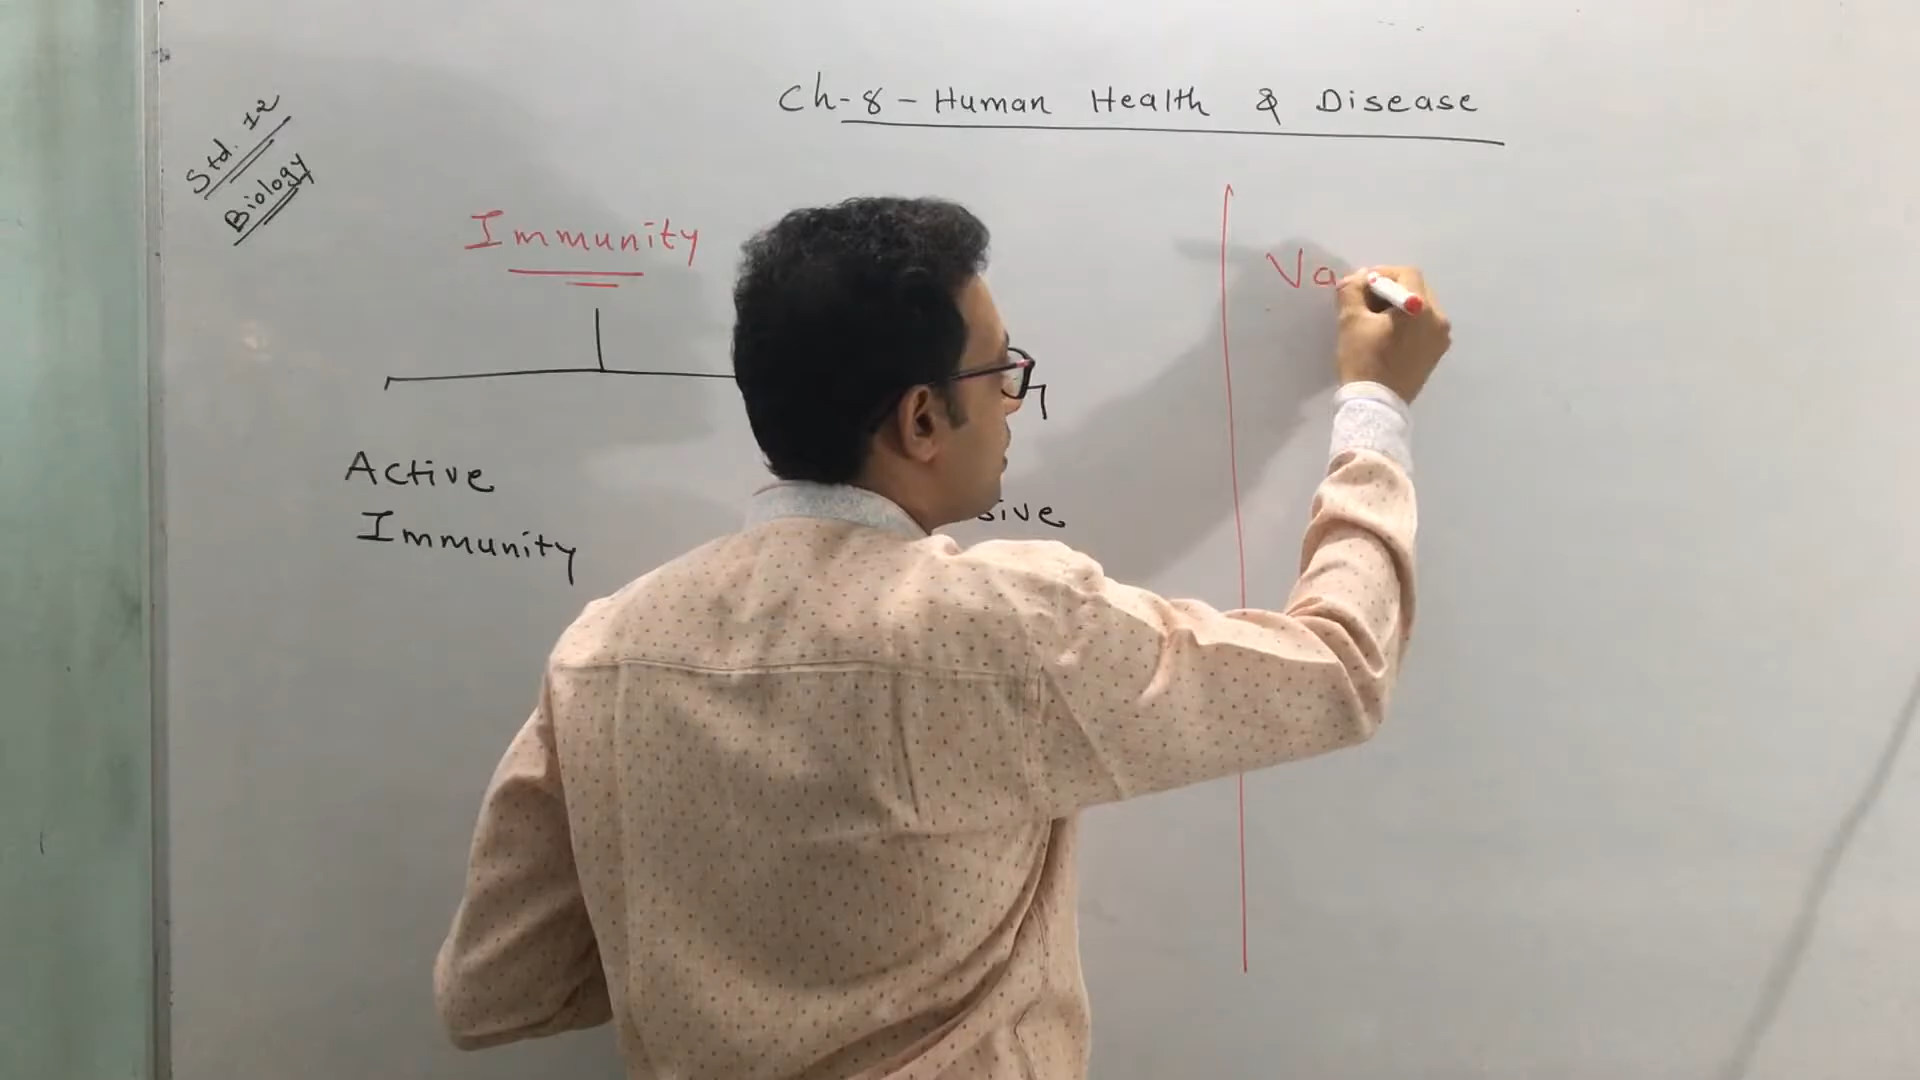 Ch-8 - Human Health & Disease
Std. 12
Biology
Immunity
Va
Active
Immunity
sive